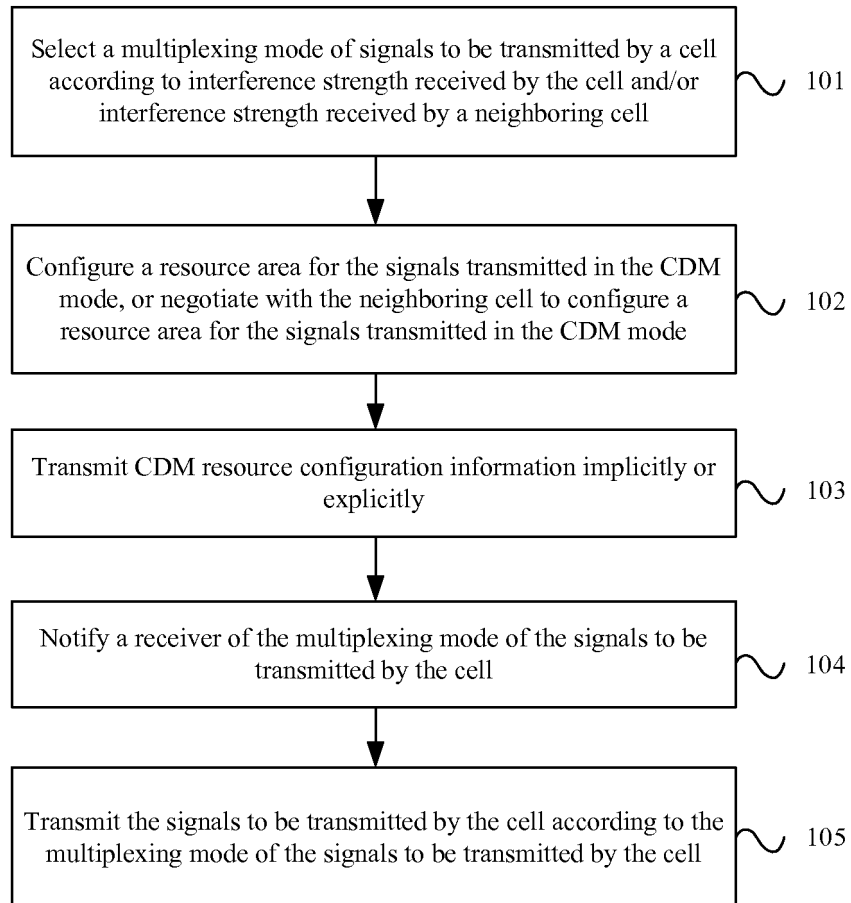 Select a multiplexing mode of signals to be transmitted by a cell
according to interference strength received by the cell and/or
interference strength received by a neighboring cell
101
Configure a resource area for the signals transmitted in the CDM
mode, or negotiate with the neighboring cell to configure a
resource area for the signals transmitted in the CDM mode
102
Transmit CDM resource configuration information implicitly or
explicitly
103
Notify a receiver of the multiplexing mode of the signals to be
transmitted by the cell
104
Transmit the signals to be transmitted by the cell according to the
multiplexing mode of the signals to be transmitted by the cell
105